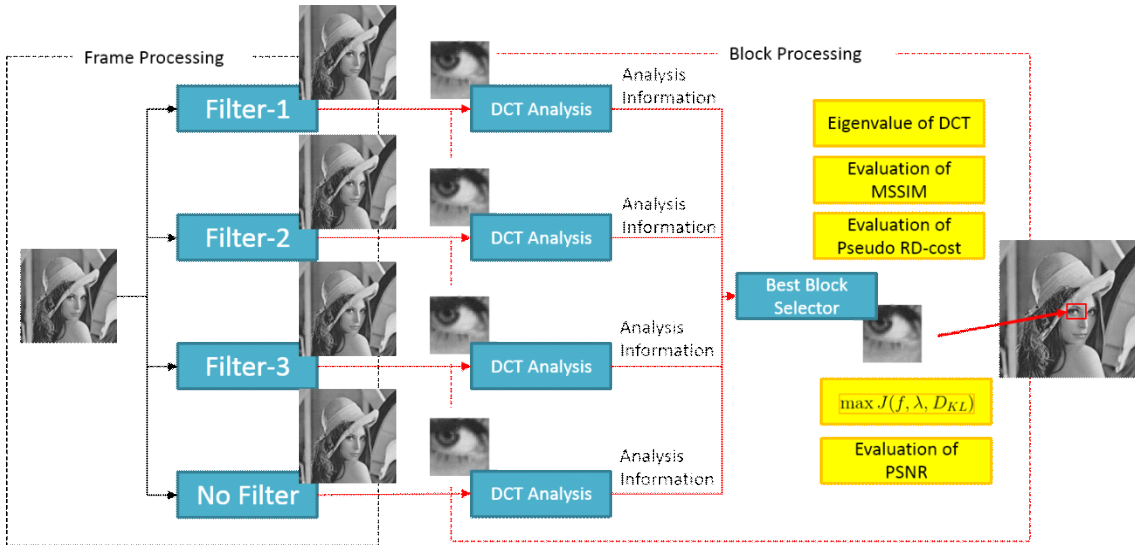 Frame Processing
Block Processing
Filter-1
DCT Analysis
Analysis
Information
Filter-2
DCT Analysis
Analysis
Information
Filter-3
DCT Analysis
Analysis
Information
No Filter
DCT Analysis
Analysis
Information
Best Block
Selector
Eigenvalue of DCT
Evaluation of
MSSIM
Evaluation of
Pseudo RD-cost
max J(f, λ, D_{KL})
Evaluation of
PSNR